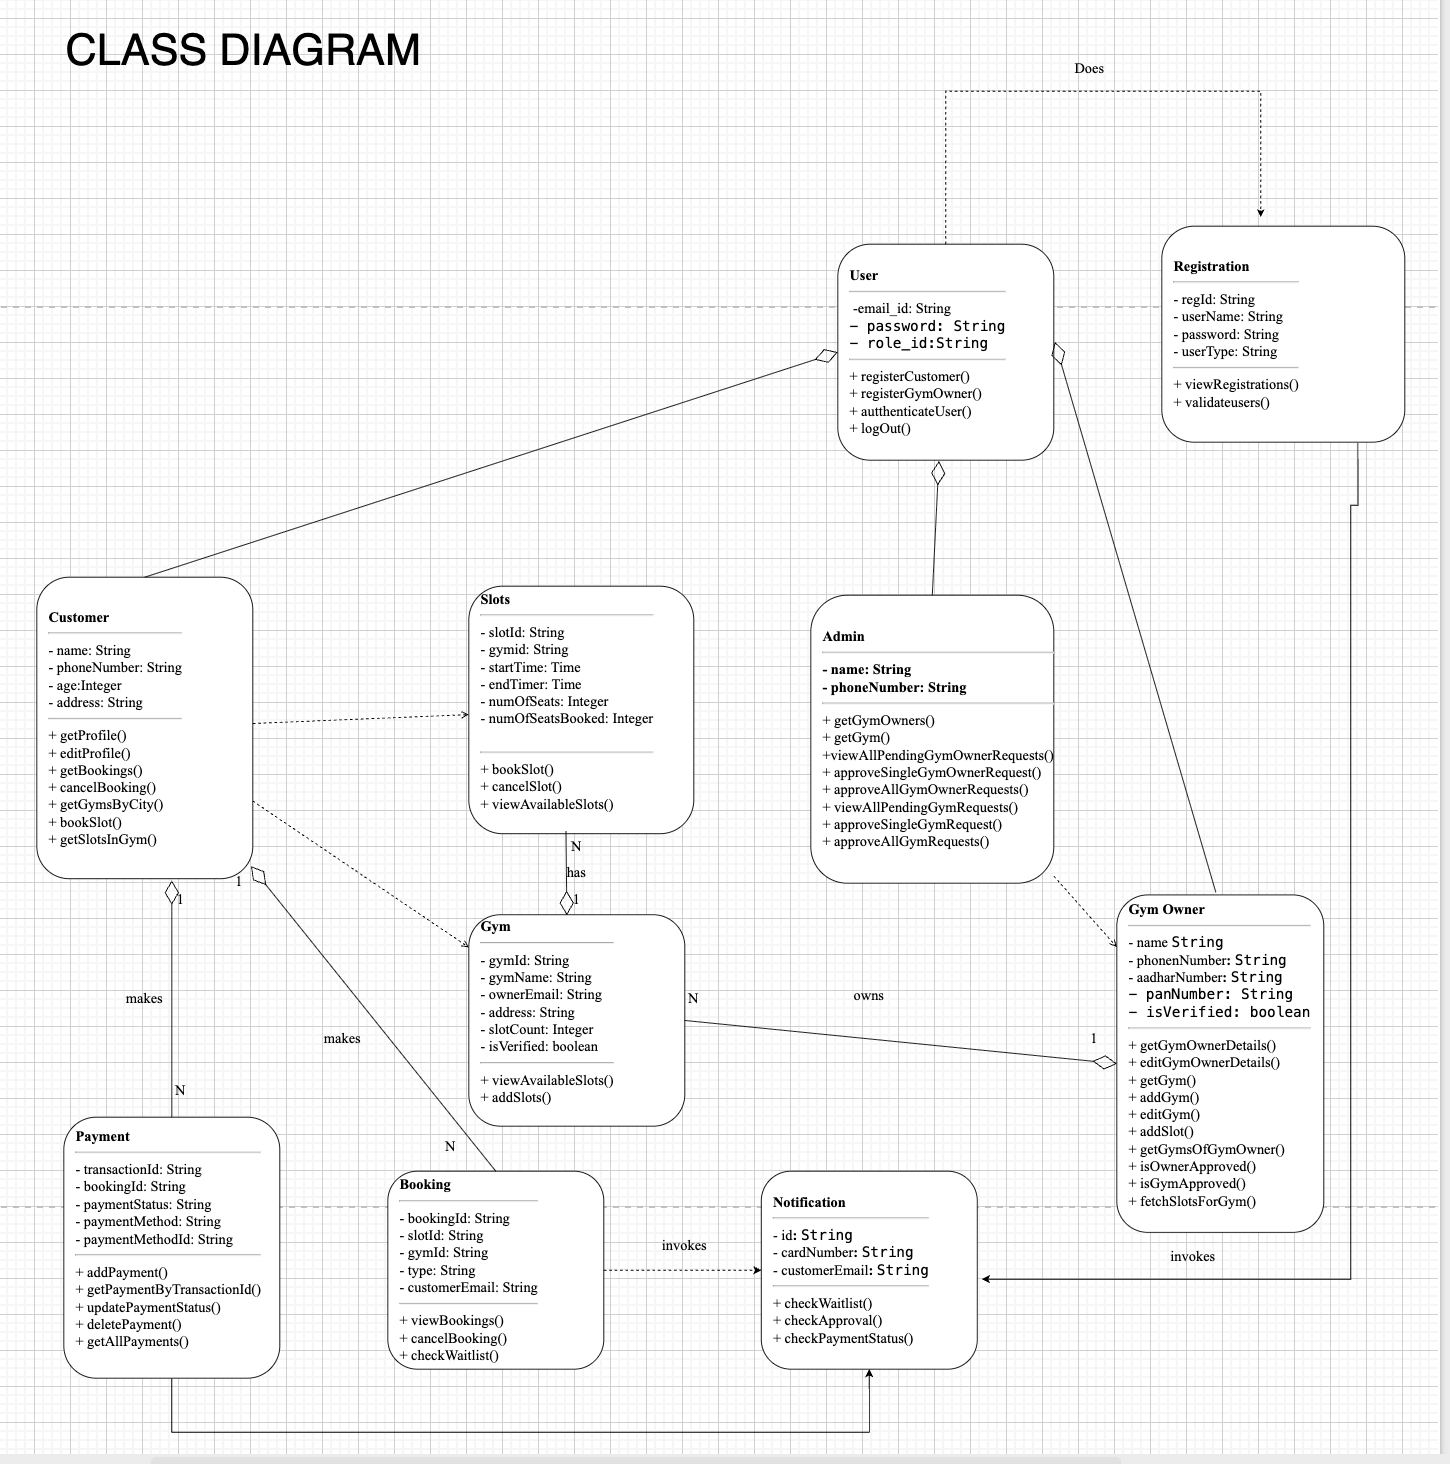 CLASS DIAGRAM
Does
User
-email_id: String
- password: String
- role_id:String
+ registerCustomer()
+ registerGymOwner()
+ autthenticateUser()
+ logOut()
Registration
- regId: String
- userName: String
- password: String
- userType: String
+ viewRegistrations()
+ validateusers()
Customer
- name: String
- phoneNumber: String
- age:Integer
- address: String
+ getProfile()
+ editProfile()
+ getBookings()
+ cancelBooking()
+ getGymsByCity()
+ bookSlot()
+ getSlotsInGym()
Slots
- slotId: String
- gymid: String
- startTime: Time
- endTimer: Time
- numOfSeats: Integer
- numOfSeatsBooked: Integer
+ bookSlot()
+ cancelSlot()
+ viewAvailableSlots()
Admin
- name: String
- phoneNumber: String
+ getGymOwners()
+ getGym()
+viewAllPendingGymOwnerRequests()
+ approveSingleGymOwnerRequest()
+ approveAllGymOwnerRequests()
+ viewAllPendingGymRequests()
+ approveSingleGymRequest()
+ approveAllGymRequests()
N
has
1
1
1
Gym
- gymId: String
- gymName: String
- ownerEmail: String
- address: String
- slotCount: Integer
- isVerified: boolean
+ viewAvailableSlots()
+ addSlots()
N
owns
1
Gym Owner
- name String
- phonenNumber: String
- aadharNumber: String
- panNumber: String
- isVerified: boolean
+ getGymOwnerDetails()
+ editGymOwnerDetails()
+ getGym()
+ addGym()
+ editGym()
+ addSlot()
+ getGymsOfGymOwner()
+ isOwnerApproved()
+ isGymApproved()
+ fetchSlotsForGym()
makes
makes
N
N
Payment
- transactionId: String
- bookingId: String
- paymentStatus: String
- paymentMethod: String
- paymentMethodId: String
+ addPayment()
+ getPaymentByTransactionId()
+ updatePaymentStatus()
+ deletePayment()
+ getAllPayments()
Booking
- bookingId: String
- slotId: String
- gymId: String
- type: String
- customerEmail: String
+ viewBookings()
+ cancelBooking()
+ checkWaitlist()
invokes
Notification
- id: String
- cardNumber: String
- customerEmail: String
+ checkWaitlist()
+ checkApproval()
+ checkPaymentStatus()
invokes